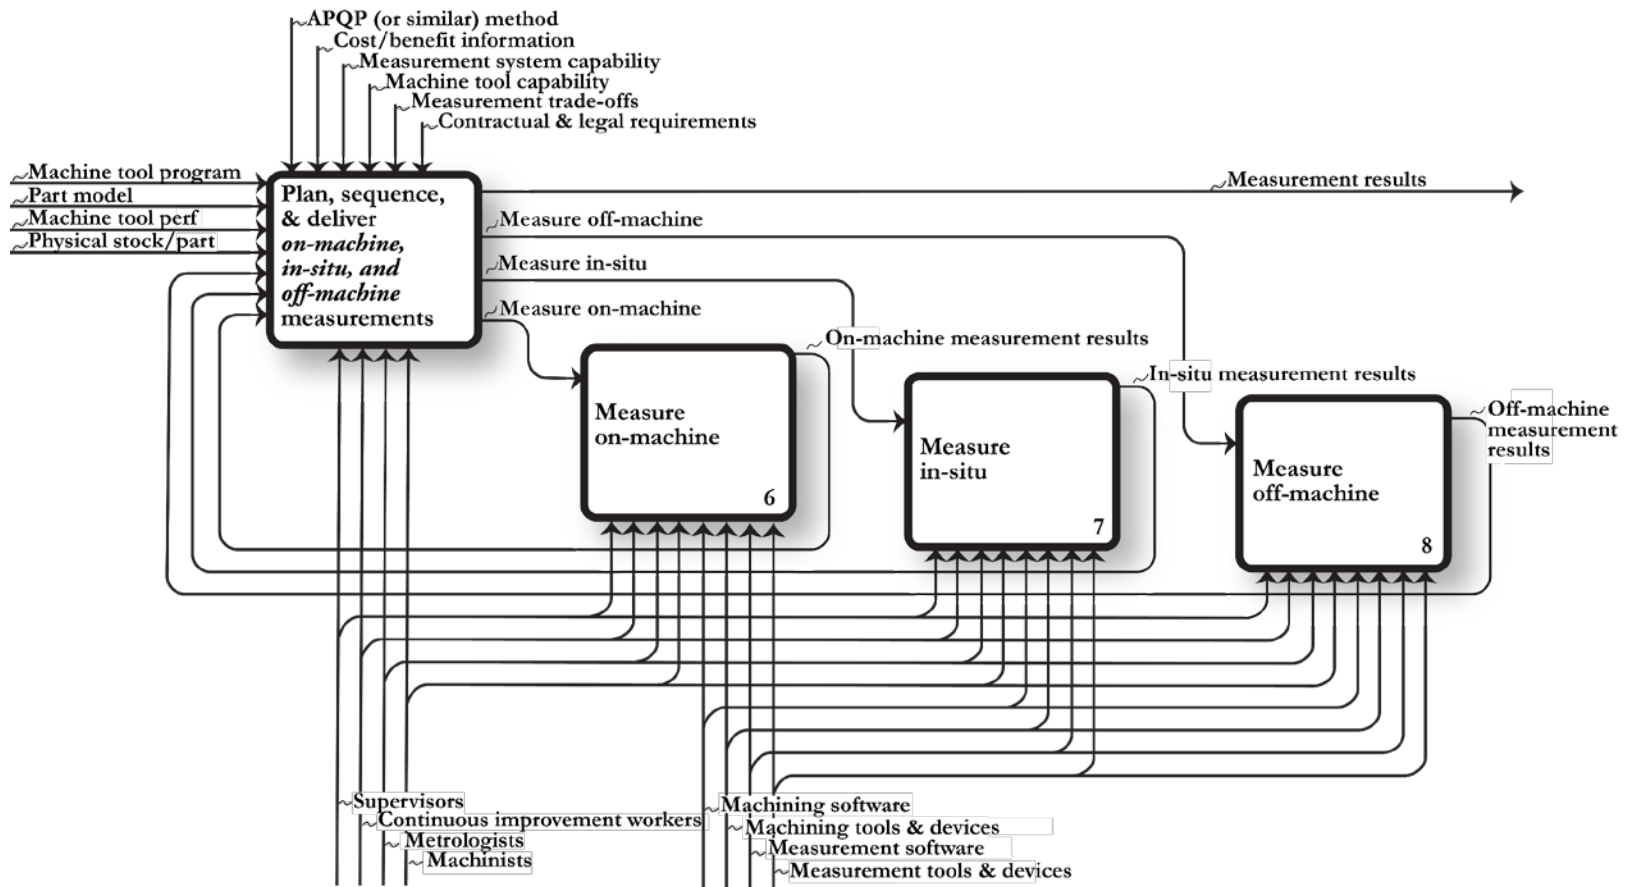 APQP (or similar) method
Cost/benefit information
Measurement system capability
Machine tool capability
Measurement trade-offs
Contractual & legal requirements
Machine tool program
Part model
Machine tool perf
Physical stock/part
Plan, sequence,
& deliver
on-machine,
in-situ, and
off-machine
measurements
Measurement results
Measure off-machine
Measure in-situ
Measure on-machine
On-machine measurement results
In-situ measurement results
Off-machine
measurement
results
Measure
on-machine
6
Measure
in-situ
7
Measure
off-machine
8
Supervisors
Continuous improvement workers
Metrologists
Machinists
Machining software
Machining tools & devices
Measurement software
Measurement tools & devices